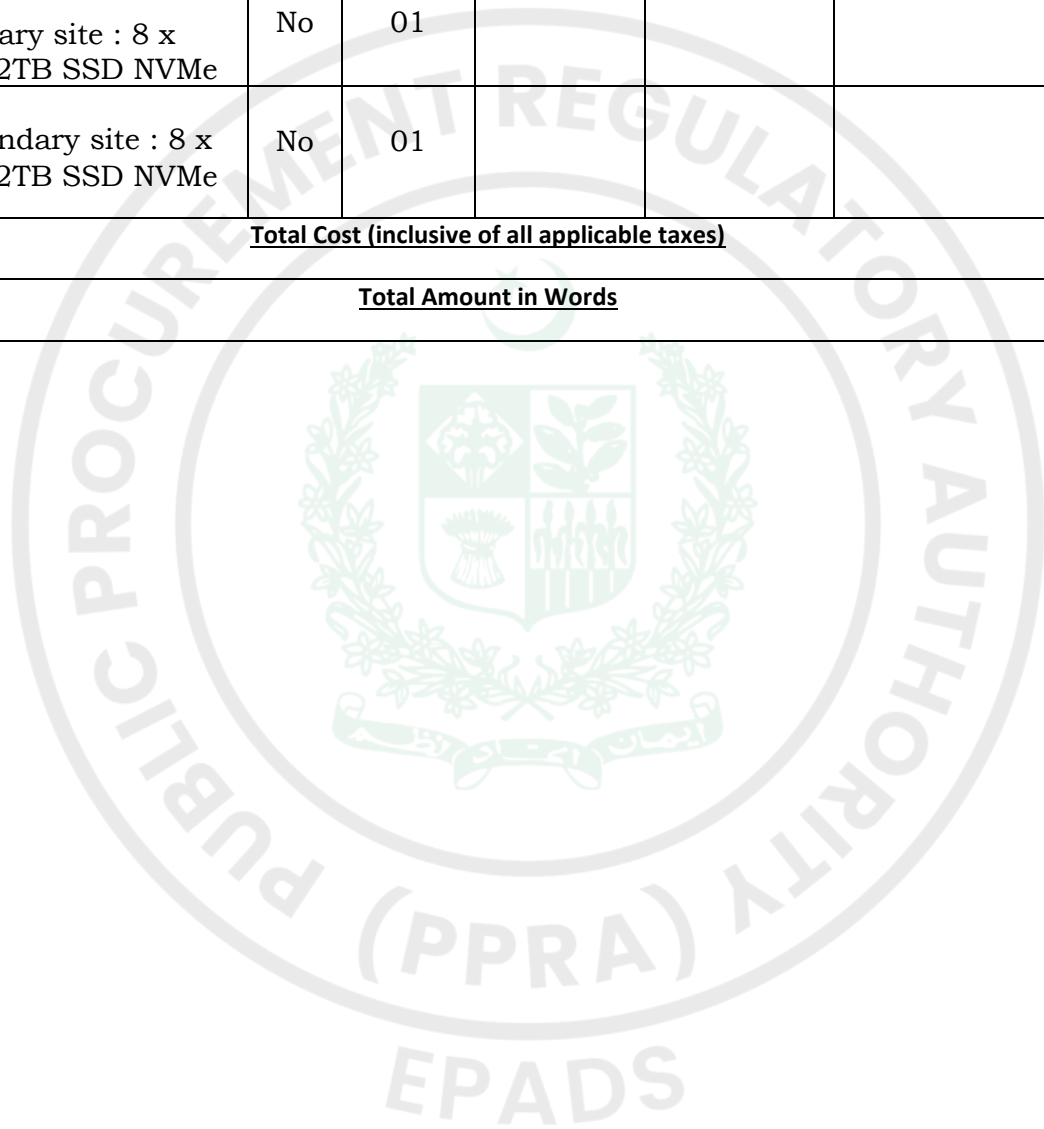 ary site : 8 x No 01
2TB SSD NVMe
ndary site : 8 x No 01
2TB SSD NVMe
Total Cost (inclusive of all applicable taxes)
Total Amount in Words
PUBLIC PROCUREMENT REGULATORY AUTHORITY
(PPRA)
EPADS